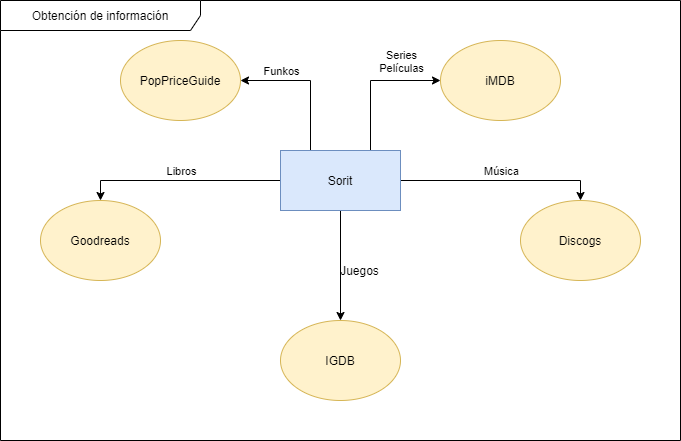 Obtención de información
PopPriceGuide
Funkos
Series
Películas
iMDB
Libros
Sorit
Música
Goodreads
Discogs
Juegos
IGDB